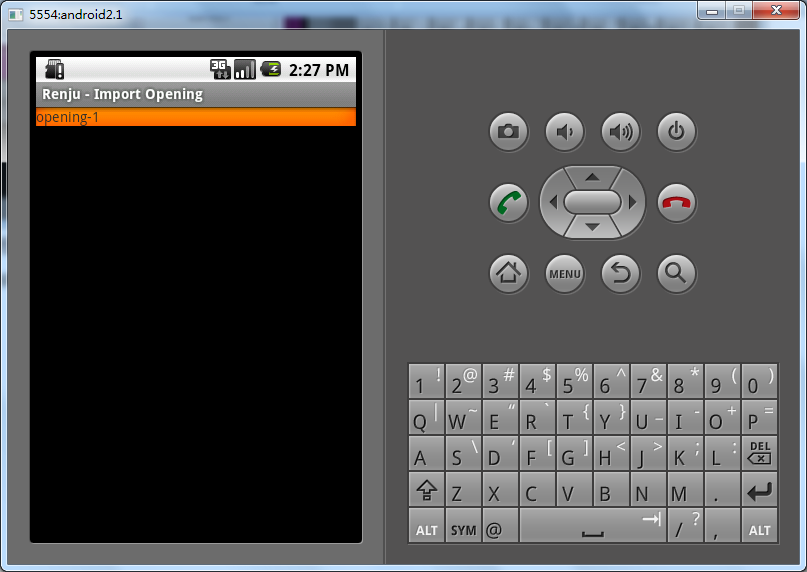 5554:android2.1
3G 2:27 PM
Renju - Import Opening
opening-1
MENU
1 ! 2 @ 3 # 4 $ 5 % 6 ^ 7 & 8 * 9 ( 0 )
Q | W ~ E “ R ` T { Y } U _ I - O + P =
A S \ D ‘ F [ G ] H < J > K ; L : DEL
Z X C V B N M .
ALT SYM @ / ? , ALT